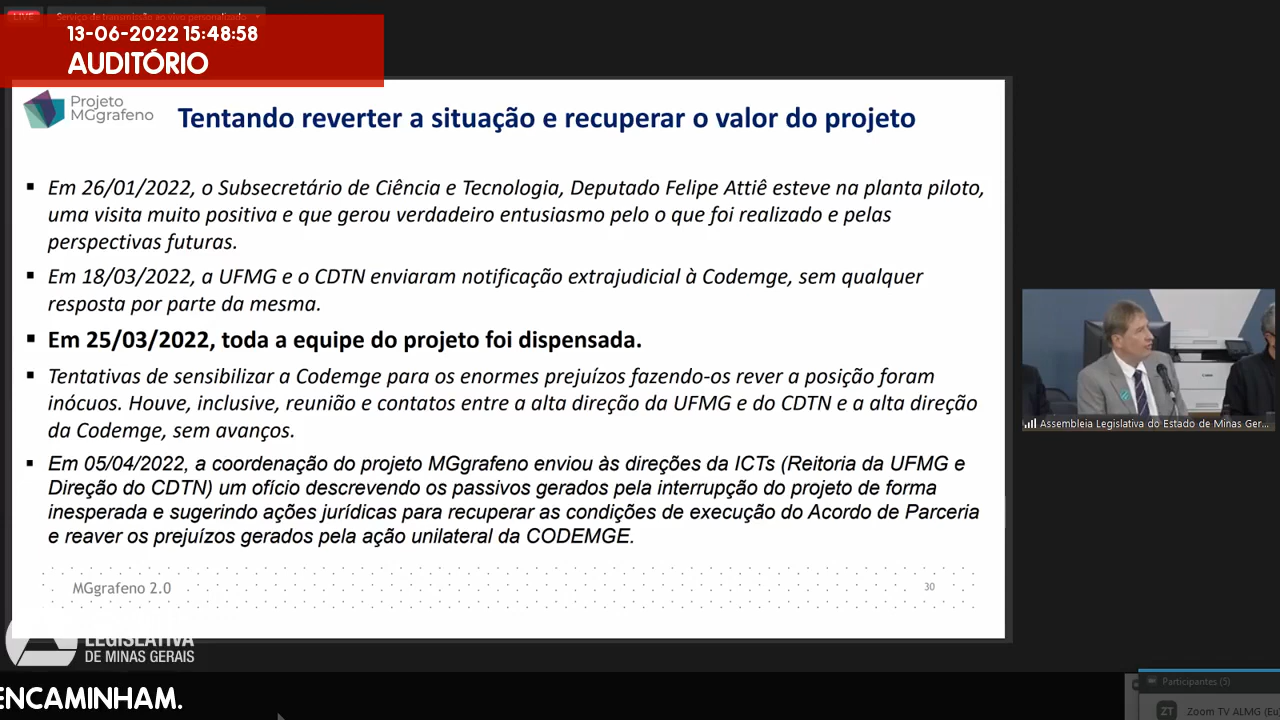 LIVE
Serviço de transmissão ao vivo personalizado
13-06-2022 15:48:58
AUDITÓRIO
Projeto
MGgrafeno
Tentando reverter a situação e recuperar o valor do projeto
▪ Em 26/01/2022, o Subsecretário de Ciência e Tecnologia, Deputado Felipe Attiê esteve na planta piloto,
uma visita muito positiva e que gerou verdadeiro entusiasmo pelo o que foi realizado e pelas
perspectivas futuras.
▪ Em 18/03/2022, a UFMG e o CDTN enviaram notificação extrajudicial à Codemge, sem qualquer
resposta por parte da mesma.
▪ Em 25/03/2022, toda a equipe do projeto foi dispensada.
▪ Tentativas de sensibilizar a Codemge para os enormes prejuízos fazendo-os rever a posição foram
inócuos. Houve, inclusive, reunião e contatos entre a alta direção da UFMG e do CDTN e a alta direção
da Codemge, sem avanços.
▪ Em 05/04/2022, a coordenação do projeto MGgrafeno enviou às direções da ICTs (Reitoria da UFMG e
Direção do CDTN) um ofício descrevendo os passivos gerados pela interrupção do projeto de forma
inesperada e sugerindo ações jurídicas para recuperar as condições de execução do Acordo de Parceria
e reaver os prejuízos gerados pela ação unilateral da CODEMGE.
MGgrafeno 2.0
30
Assembleia Legislativa do Estado de Minas Ger...
LEGISLATIVA
DE MINAS GERAIS
ENCAMINHAM.
Participantes (5)
ZT
Zoom TV ALMG (Eu